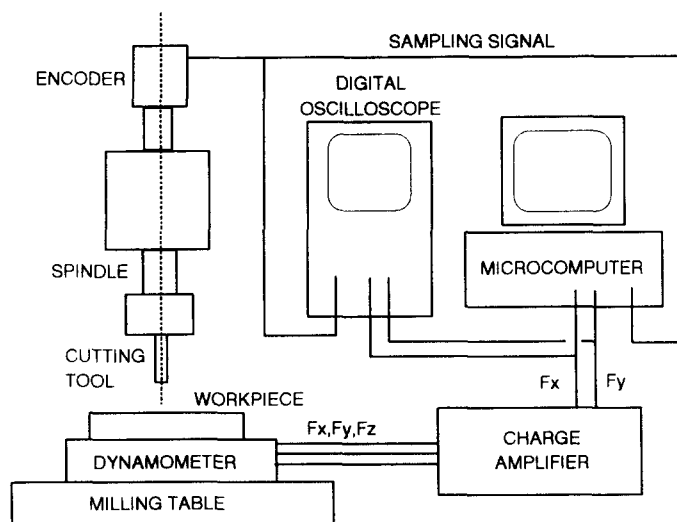 SAMPLING SIGNAL
ENCODER
DIGITAL
OSCILLOSCOPE
SPINDLE
MICROCOMPUTER
CUTTING
TOOL
Fx
Fy
WORKPIECE
Fx,Fy,Fz
CHARGE
AMPLIFIER
DYNAMOMETER
MILLING TABLE